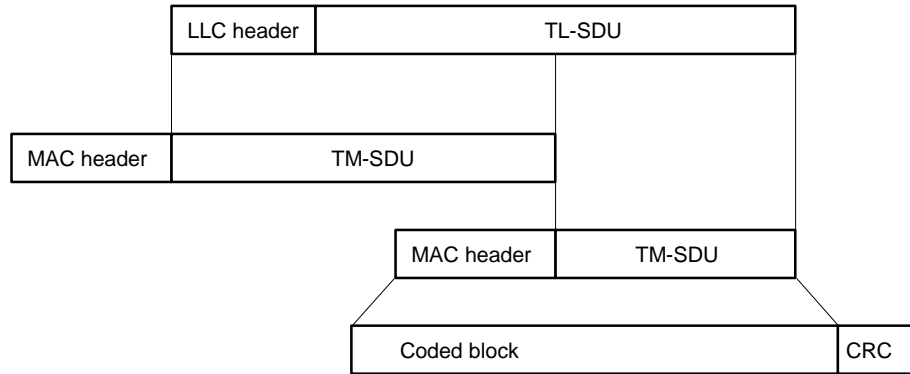 LLC header TL-SDU
MAC header TM-SDU
MAC header TM-SDU
Coded block CRC